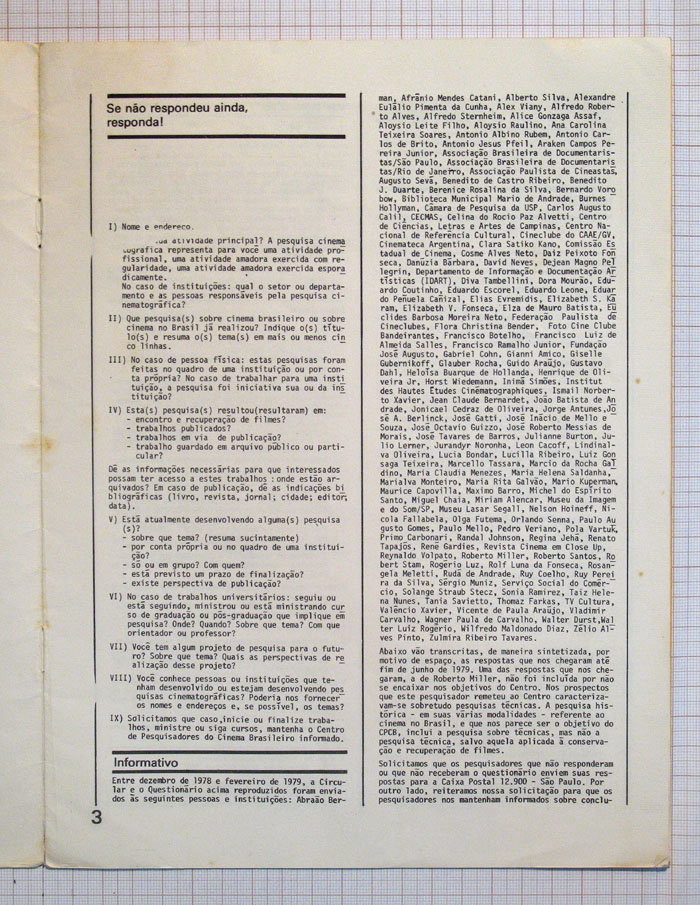 Se não respondeu ainda,
responda!
I) Nome e endereço.
sua atividade principal? A pesquisa cinema
tográfica representa para você uma atividade pro-
fissional, uma atividade amadora exercida com re-
gularidade, uma atividade amadora exercida espora
dicamente.
No caso de instituições: qual o setor ou departa-
mento e as pessoas responsáveis pela pesquisa ci-
nematográfica?
II) Que pesquisa(s) sobre cinema brasileiro ou sobre
cinema no Brasil já realizou? Indique o(s) títu-
lo(s) e resuma o(s) tema(s) em mais ou menos cin
co linhas.
III) No caso de pessoa física: estas pesquisas foram
feitas no quadro de uma instituição ou por con-
ta própria? No caso de trabalhar para uma insti
tuição, a pesquisa foi iniciativa sua ou da ins
tituição?
IV) Esta(s) pesquisa(s) resultou(resultaram) em:
- encontro e recuperação de filmes?
- trabalhos publicados?
- trabalhos em via de publicação?
- trabalho guardado em arquivo público ou parti-
cular?
Dê as informações necessárias para que interessados
possam ter acesso a estes trabalhos : onde estão ar-
quivados? Em caso de publicação, dê as indicações bi
bliográficas (livro, revista, jornal; cidade; editor,
data).
V) Está atualmente desenvolvendo alguma(s) pesquisa
(s)?
- sobre que tema? (resuma sucintamente)
- por conta própria ou no quadro de uma institui-
ção?
- só ou em grupo? Com quem?
- está previsto um prazo de finalização?
- existe perspectiva de publicação?
VI) No caso de trabalhos universitários: seguiu ou
está seguindo, ministrou ou está ministrando cur
so de graduação ou pós-graduação que implique em
pesquisa? Onde? Quando? Sobre que tema? Com que
orientador ou professor?
VII) Você tem algum projeto de pesquisa para o futu-
ro? Sobre que tema? Quais as perspectivas de re
alização desse projeto?
VIII) Você conhece pessoas ou instituições que te-
nham desenvolvido ou estejam desenvolvendo pes
quisas cinematográficas? Poderia nos fornecer
os nomes e endereços e, se possível, os temas?
IX) Solicitamos que caso,inicie ou finalize traba-
lhos, ministre ou siga cursos, mantenha o Centro
de Pesquisadores do Cinema Brasileiro informado.
Informativo
Entre dezembro de 1978 e fevereiro de 1979, a Circu-
lar e o Questionário acima reproduzidos foram envia-
dos às seguintes pessoas e instituições: Abraão Ber-
3
man, Afrânio Mendes Catani, Alberto Silva, Alexandre
Eulálio Pimenta da Cunha, Alex Viany, Alfredo Rober-
to Alves, Alfredo Sternheim, Alice Gonzaga Assaf,
Aloysio Leite Filho, Aloysio Raulino, Ana Carolina
Teixeira Soares, Antonio Albino Rubem, Antonio Car-
los de Brito, Antonio Jesus Pfeil, Araken Campos Pe-
reira Junior, Associação Brasileira de Documentaris-
tas/São Paulo, Associação Brasileira de Documentaris
tas/Rio de Janeiro, Associação Paulista de Cineastas,
Augusto Sevá, Benedito de Castro Ribeiro, Benedito
J. Duarte, Berenice Rosalina da Silva, Bernardo Voro
bow, Biblioteca Municipal Mario de Andrade, Burnes
Hollyman, Câmara de Pesquisa da USP, Carlos Augusto
Calil, CECMAS, Celina do Rocio Paz Alvetti, Centro
de Ciências, Letras e Artes de Campinas, Centro Na-
cional de Referência Cultural, Cineclube do CAAE/GV,
Cinemateca Argentina, Clara Satiko Kano, Comissão Es
tadual de Cinema, Cosme Alves Neto, Daiz Peixoto Fon
seca, Danúzia Bárbara, David Neves, Dejean Magno Pel
legrin, Departamento de Informação e Documentação Ar
tísticas (IDART), Diva Tambellini, Dora Mourão, Edu-
ardo Coutinho, Eduardo Escorel, Eduardo Leone, Eduar
do Peñuela Cañizal, Elias Evremidis, Elizabeth S. Ka
ram, Elizabeth V. Fonseca, Elza de Mauro Batista, Eu
clides Barbosa Moreira Neto, Federação Paulista de
Cineclubes, Flora Christina Bender, Foto Cine Clube
Bandeirantes, Francisco Botelho, Francisco Luiz de
Almeida Salles, Francisco Ramalho Junior, Fundação
José Augusto, Gabriel Cohn, Gianni Amico, Giselle
Gubernikoff, Glauber Rocha, Guido Araújo, Gustavo
Dahl, Heloísa Buarque de Hollanda, Henrique de Oli-
veira Jr, Horst Wiedemann, Inimá Simões, Institut
des Hautes Études Cinématographiques, Ismail Norber-
to Xavier, Jean Claude Bernardet, João Batista de An
drade, Jonicael Cedraz de Oliveira, Jorge Antunes,Jo
sé A. Berlinck, José Gatti, José Inácio de Mello e
Souza, José Octavio Guizzo, José Roberto Messias de
Morais, José Tavares de Barros, Julianne Burton, Ju-
lio Lerner, Jurandyr Noronha, Leon Cacoff, Lindinal-
va Oliveira, Lucia Bondar, Lucilla Ribeiro, Luiz Gon
saga Teixeira, Marcello Tassara, Marcio da Rocha Gal
dino, Maria Claudia Menezes, Maria Helena Saldanha,
Marialva Monteiro, Maria Rita Galvão, Mario Kuperman,
Maurice Capovilla, Maximo Barro, Michel do Espírito
Santo, Miguel Chaia, Miriam Alencar, Museu da Imagem
e do Som/SP, Museu Lasar Segall, Nelson Hoineff, Ni-
cola Fallabela, Olga Futema, Orlando Senna, Paulo Au
gusto Gomes, Paulo Mello, Pedro Veriano, Pola Vartuk,
Primo Carbonari, Randal Johnson, Regina Jehá, Renato
Tapajós, René Gardies, Revista Cinema em Close Up,
Reynaldo Volpato, Roberto Miller, Roberto Santos, Ro
bert Stam, Rogério Luz, Rolf Luna da Fonseca, Rosan-
gela Meletti, Rudá de Andrade, Ruy Coelho, Ruy Perei
ra da Silva, Sérgio Muniz, Serviço Social do Comér-
cio, Solange Straub Stecz, Sonia Ramirez, Taiz Hele-
na Nunes, Tania Savietto, Thomaz Farkas, TV Cultura,
Valêncio Xavier, Vicente de Paula Araújo, Vladimir
Carvalho, Wagner Paula de Carvalho, Walter Durst,Wal
ter Luiz Rogério, Wilfredo Maldonado Diaz, Zélio Al-
ves Pinto, Zulmira Ribeiro Tavares.
Abaixo vão transcritas, de maneira sintetizada, por
motivo de espaço, as respostas que nos chegaram até
fim de junho de 1979. Uma das respostas que nos che-
garam, a de Roberto Miller, não foi incluída por não
se encaixar nos objetivos do Centro. Nos prospectos
que este pesquisador remeteu ao Centro caracteriza-
vam-se sobretudo pesquisas técnicas. A pesquisa his-
tórica - em suas várias modalidades - referente ao
cinema no Brasil, e que nos parece ser o objetivo do
CPCB, inclui a pesquisa sobre técnicas, mas não a
pesquisa técnica, salvo aquela aplicada à conserva-
ção e recuperação de filmes.
Solicitamos que os pesquisadores que não responderam
ou que não receberam o questionário enviem suas res-
postas para a Caixa Postal 12.900 - São Paulo. Por
outro lado, reiteramos nossa solicitação para que os
pesquisadores nos mantenham informados sobre conclu-